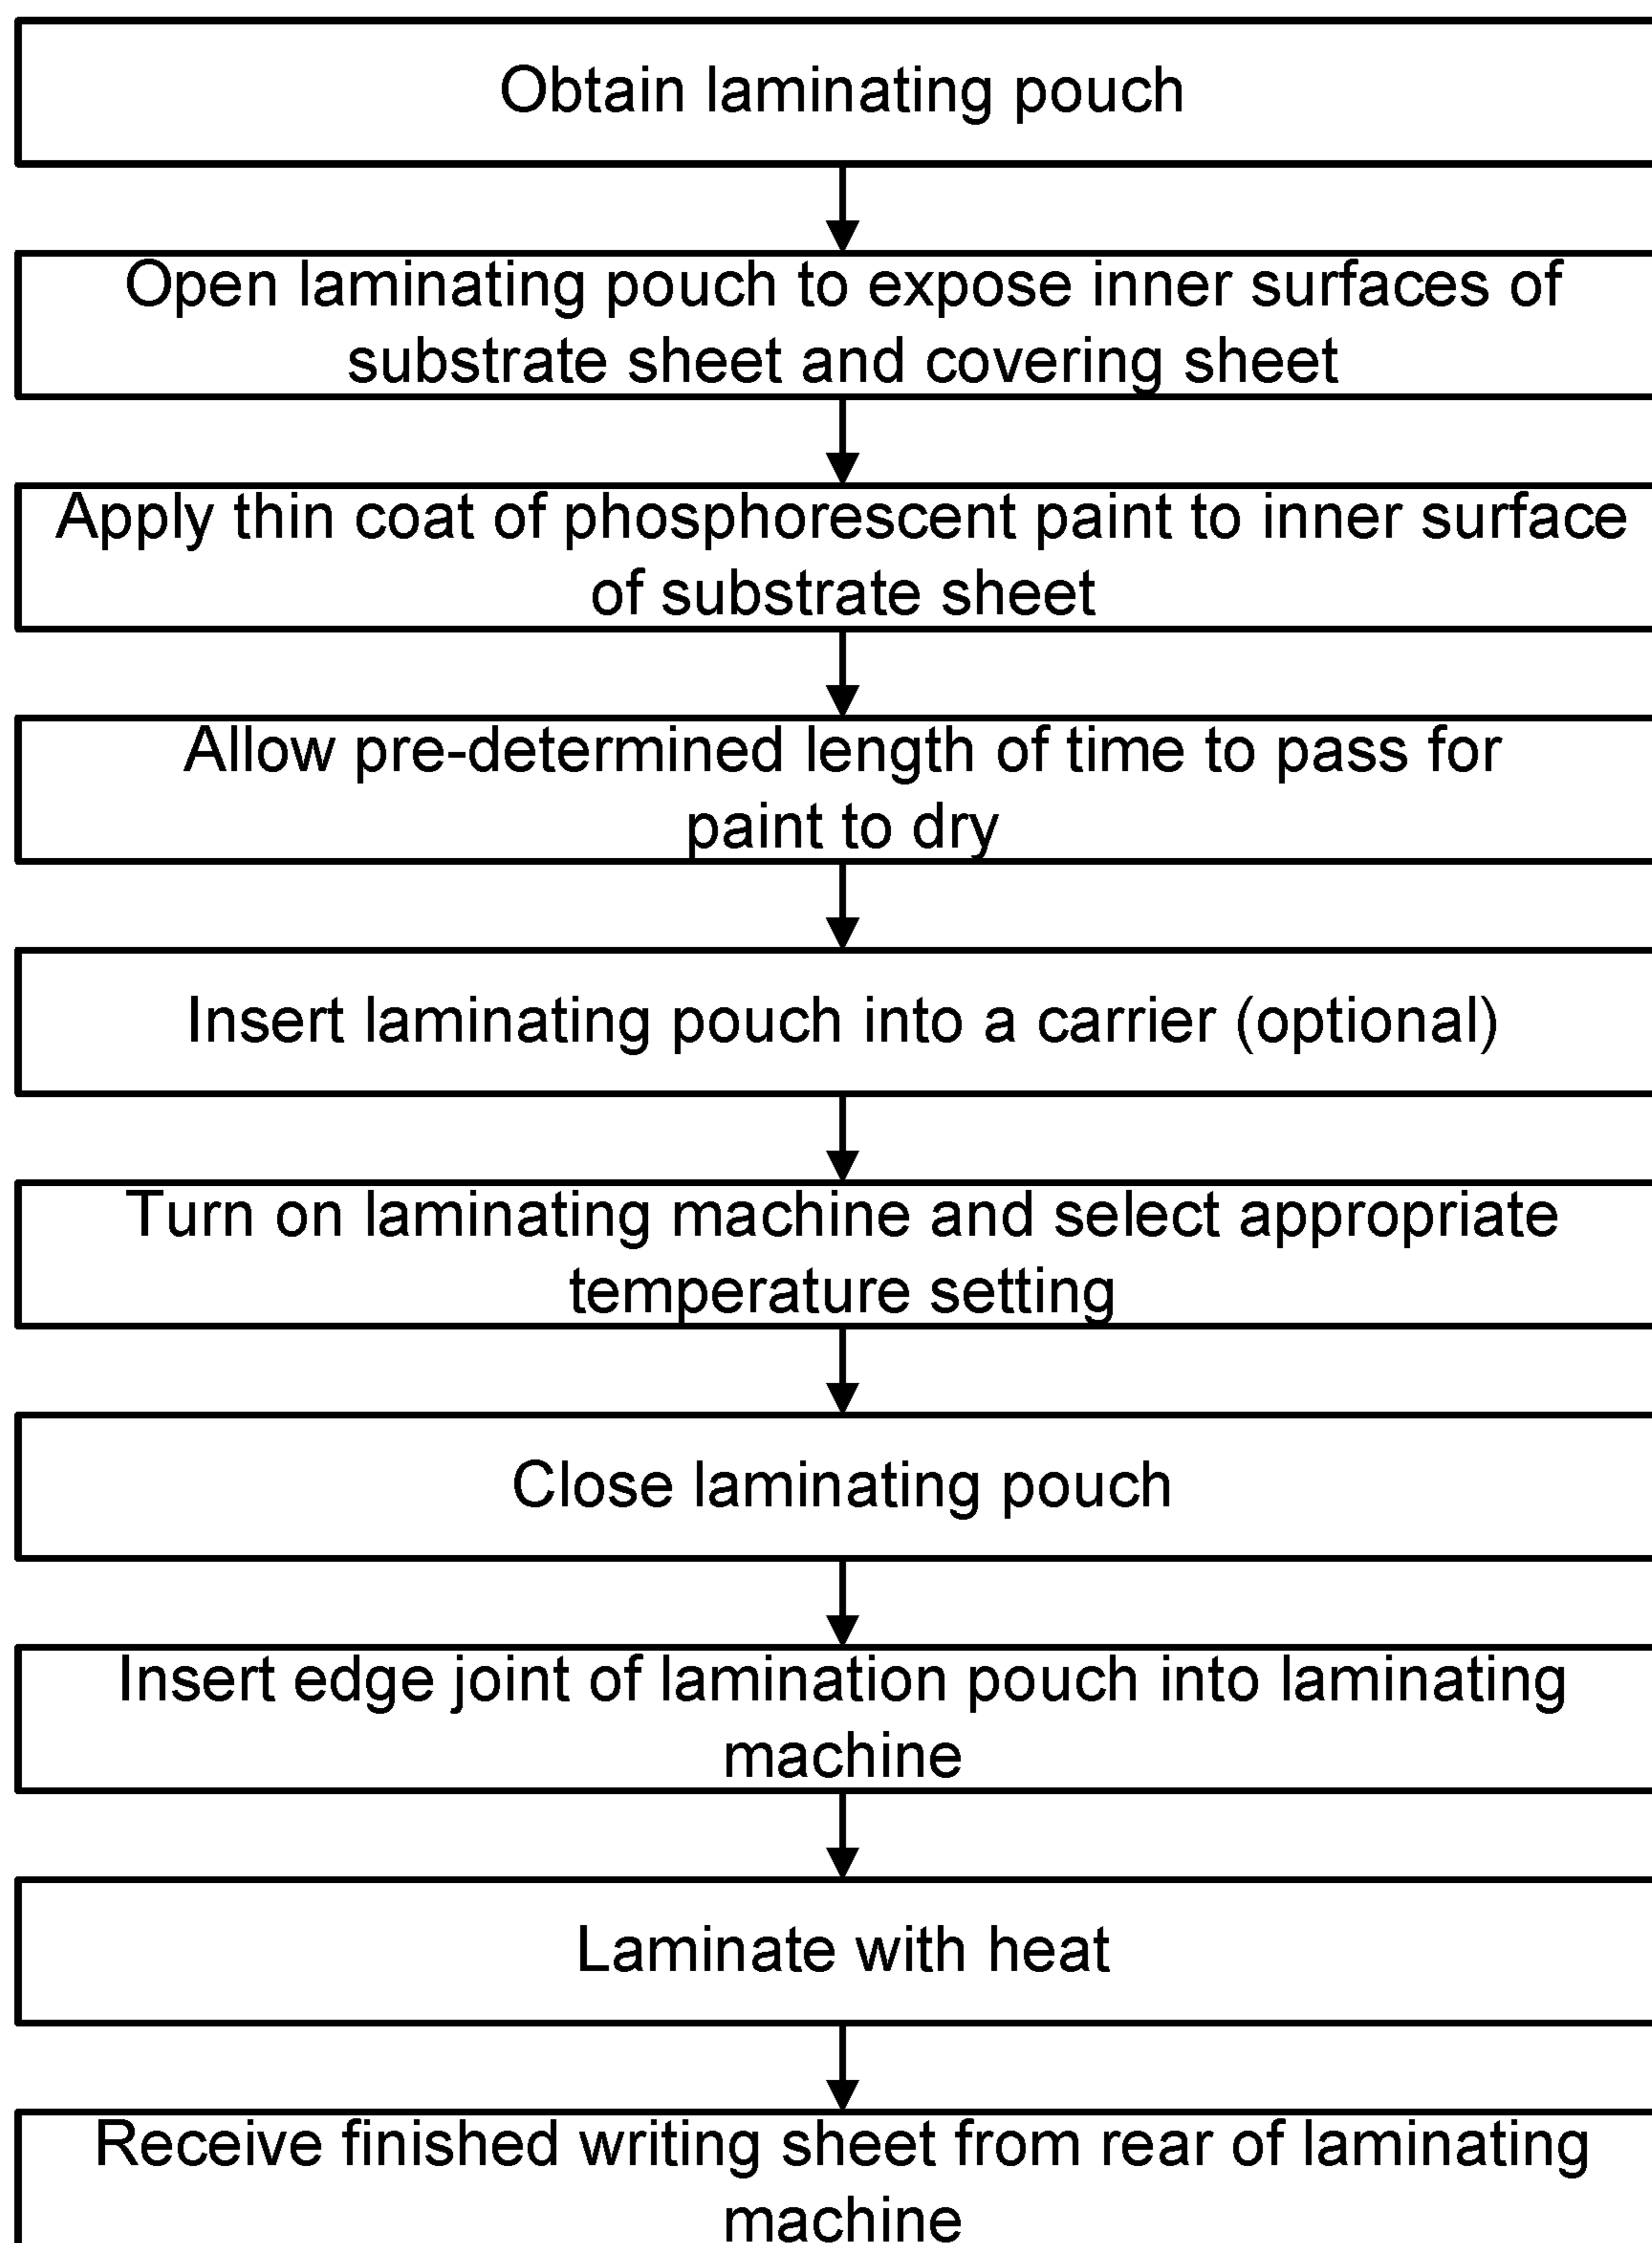 Obtain laminating pouch
Open laminating pouch to expose inner surfaces of
substrate sheet and covering sheet
Apply thin coat of phosphorescent paint to inner surface
of substrate sheet
Allow pre-determined length of time to pass for
paint to dry
Insert laminating pouch into a carrier (optional)
Turn on laminating machine and select appropriate
temperature setting
Close laminating pouch
Insert edge joint of lamination pouch into laminating
machine
Laminate with heat
Receive finished writing sheet from rear of laminating
machine